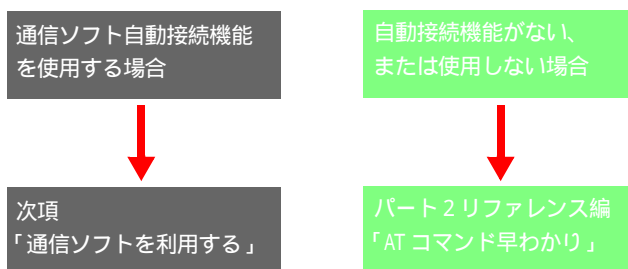 通信ソフト自動接続機能
を使用する場合
次項
「通信ソフトを利用する」
自動接続機能がない、
または使用しない場合
パート2リファレンス編
「ATコマンド早わかり」